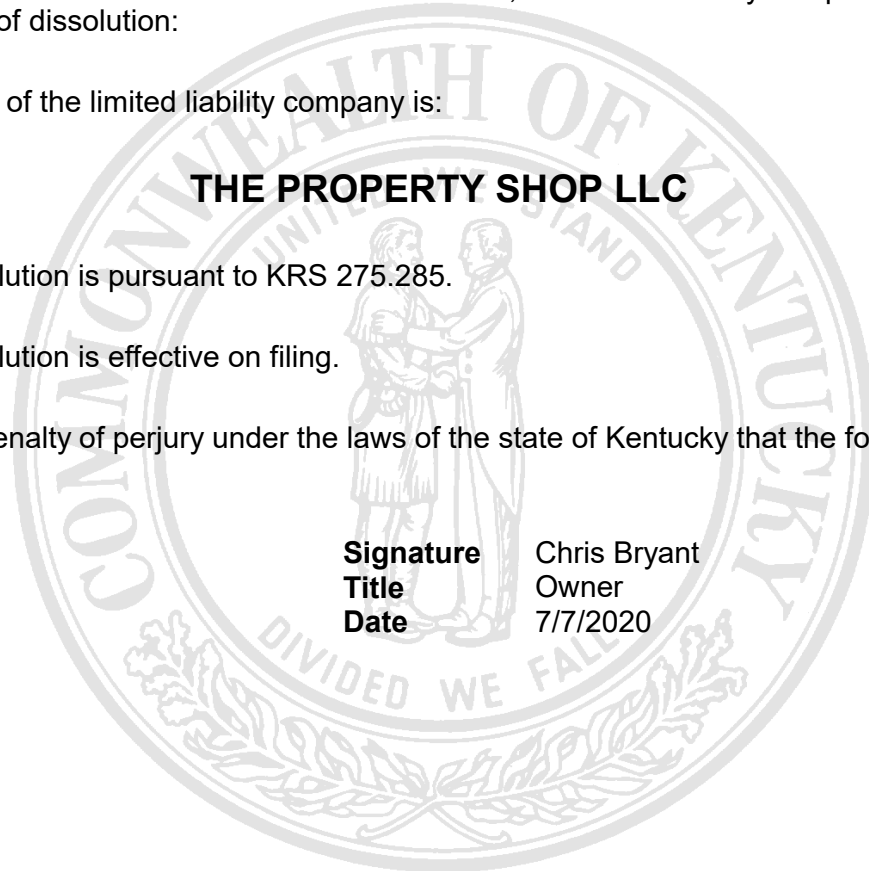 of dissolution:
of the limited liability company is:
THE PROPERTY SHOP LLC
lution is pursuant to KRS 275.285.
lution is effective on filing.
enalty of perjury under the laws of the state of Kentucky that the fo
Signature Chris Bryant
Title Owner
Date 7/7/2020
COMMONWEALTH OF KENTUCKY
UNITED WE STAND
DIVIDED WE FALL